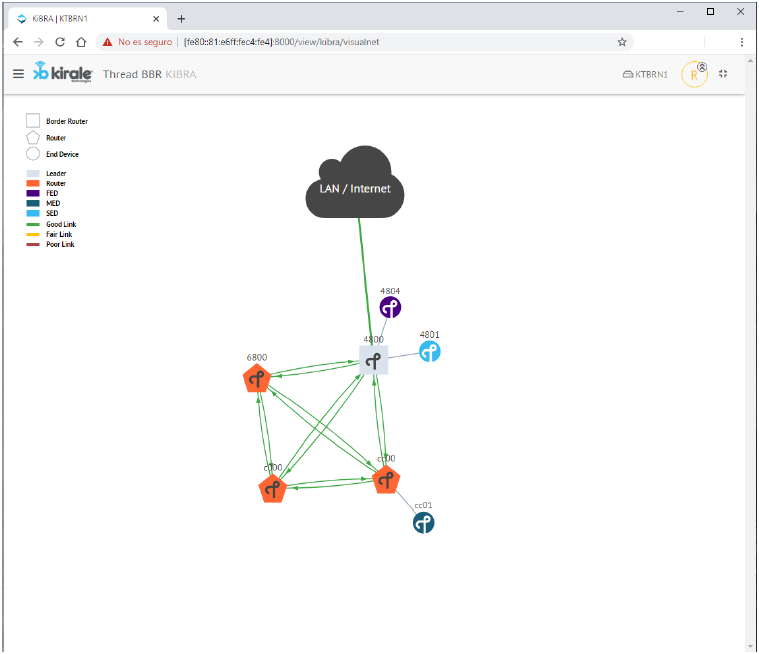 KiBRA | KTBRN1
No es seguro | [fe80::81:e6ff:fec4:fe4]:8000/view/kibra/visualnet
kirale
technologies
Thread BBR KIBRA
KTBRN1
R
Border Router
Router
End Device
Leader
Router
FED
MED
SED
Good Link
Fair Link
Poor Link
LAN / Internet
4804
4801
4800
6800
cc00
cc01